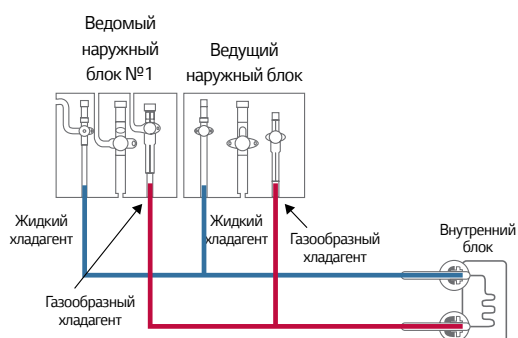 Ведомый
наружный
блок №1
Ведущий
наружный блок
Жидкий
хладагент
Жидкий
хладагент
Газообразный
хладагент
Внутренний
блок
Газообразный
хладагент